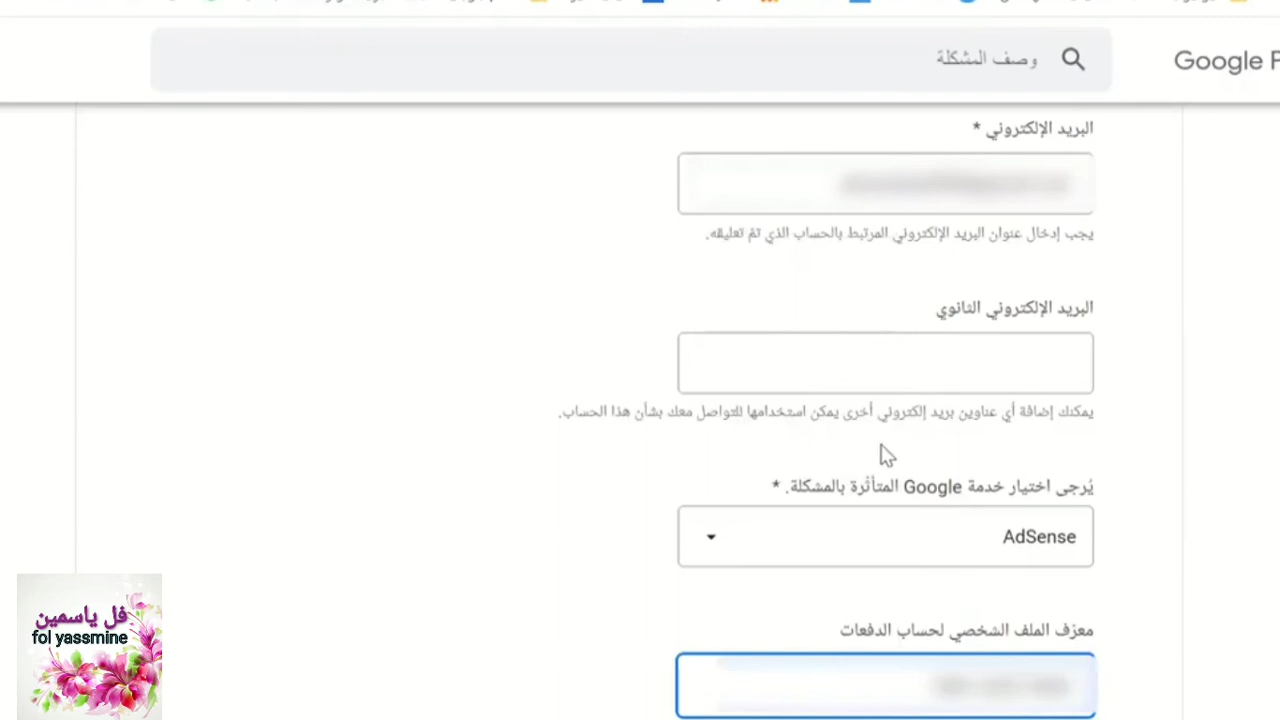 Google P
وصف المشكلة
البريد الإلكتروني *
يجب إدخال عنوان البريد الإلكتروني المرتبط بالحساب الذي تمّ تعليقه.
البريد الإلكتروني الثانوي
يمكنك إضافة أي عناوين بريد إلكتروني أخرى يمكن استخدامها للتواصل معك بشأن هذا الحساب.
يُرجى اختيار خدمة Google المتأثّرة بالمشكلة. *
AdSense
معرّف الملف الشخصي لحساب الدفعات
فل ياسمين
fol yassmine